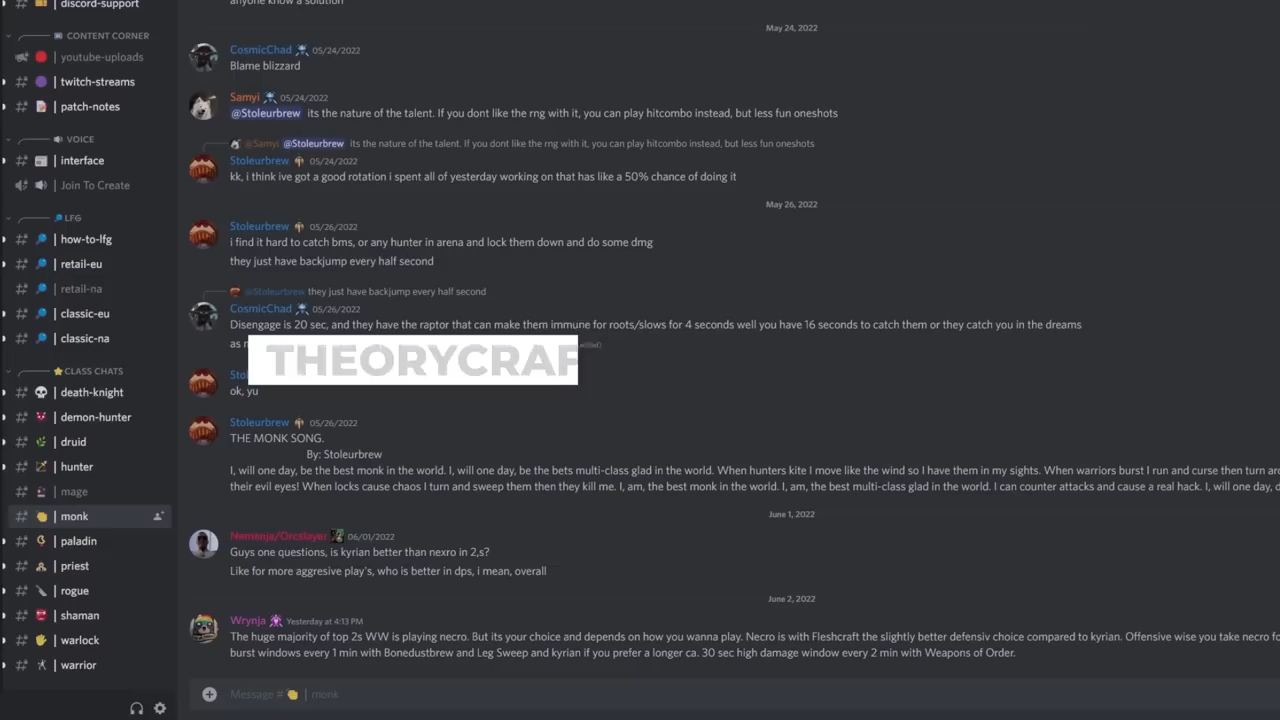 discord-support
CONTENT CORNER
youtube-uploads
twitch-streams
patch-notes
VOICE
interface
Join To Create
LFG
how-to-lfg
retail-eu
retail-na
classic-eu
classic-na
CLASS CHATS
death-knight
demon-hunter
druid
hunter
mage
monk
paladin
priest
rogue
shaman
warlock
warrior
anyone know a solution
May 24, 2022
CosmicChad 05/24/2022
Blame blizzard
Samyi 05/24/2022
@Stoleurbrew its the nature of the talent. If you dont like the rng with it, you can play hitcombo instead, but less fun oneshots
@Samyi @Stoleurbrew its the nature of the talent. If you dont like the rng with it, you can play hitcombo instead, but less fun oneshots
Stoleurbrew 05/24/2022
kk, i think ive got a good rotation i spent all of yesterday working on that has like a 50% chance of doing it
May 26, 2022
Stoleurbrew 05/26/2022
i find it hard to catch bms, or any hunter in arena and lock them down and do some dmg
they just have backjump every half second
@Stoleurbrew they just have backjump every half second
CosmicChad 05/26/2022
Disengage is 20 sec, and they have the raptor that can make them immune for roots/slows for 4 seconds well you have 16 seconds to catch them or they catch you in the dreams
as
(edited)
THEORYCRAF
Stol
ok, yu
Stoleurbrew 05/26/2022
THE MONK SONG.
By: Stoleurbrew
I, will one day, be the best monk in the world. I, will one day, be the bets multi-class glad in the world. When hunters kite I move like the wind so I have them in my sights. When warriors burst I run and curse then turn
their evil eyes! When locks cause chaos I turn and sweep them then they kill me. I, am, the best monk in the world. I, am, the best multi-class glad in the world. I can counter attacks and cause a real hack. I, will one day,
June 1, 2022
Nemenja/Orcslayer 06/01/2022
Guys one questions, is kyrian better than nexro in 2,s?
Like for more aggresive play's, who is better in dps, i mean, overall
June 2, 2022
Wrynja Yesterday at 4:13 PM
The huge majority of top 2s WW is playing necro. But its your choice and depends on how you wanna play. Necro is with Fleshcraft the slightly better defensiv choice compared to kyrian. Offensive wise you take necro fo
burst windows every 1 min with Bonedustbrew and Leg Sweep and kyrian if you prefer a longer ca. 30 sec high damage window every 2 min with Weapons of Order.
Message # | monk